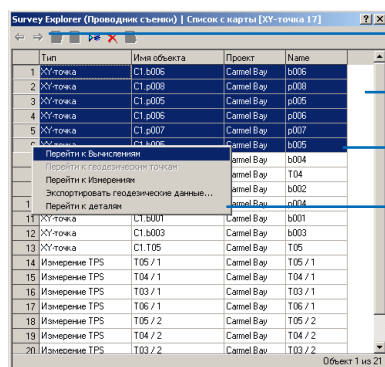 Survey Explorer (Проводник съемки) | Список с карты [XY-точка 17]
Тип Имя объекта Проект Name
1 XY-точка C1.b006 Carmel Bay b006
2 XY-точка C1.p008 Carmel Bay p008
3 XY-точка C1.p005 Carmel Bay p005
4 XY-точка C1.p006 Carmel Bay p006
5 XY-точка C1.p007 Carmel Bay p007
XY-точка C1.b005 Carmel Bay b005
Перейти к Вычислениям Carmel Bay b004
Перейти к геодезическим точкам Carmel Bay T04
Перейти к Измерениям Carmel Bay b002
Экспортировать геодезические данные... Carmel Bay p004
Перейти к деталям
11 XY-точка C1.b001 Carmel Bay b001
12 XY-точка C1.b003 Carmel Bay b003
13 XY-точка C1.T05 Carmel Bay T05
14 Измерение TPS T05 / 1 Carmel Bay T05 / 1
15 Измерение TPS T04 / 1 Carmel Bay T04 / 1
16 Измерение TPS T03 / 1 Carmel Bay T03 / 1
17 Измерение TPS T06 / 1 Carmel Bay T06 / 1
18 Измерение TPS T05 / 2 Carmel Bay T05 / 2
19 Измерение TPS T04 / 2 Carmel Bay T04 / 2
20 Измерение TPS T03 / 2 Carmel Bay T03 / 2
Объект 1 из 21